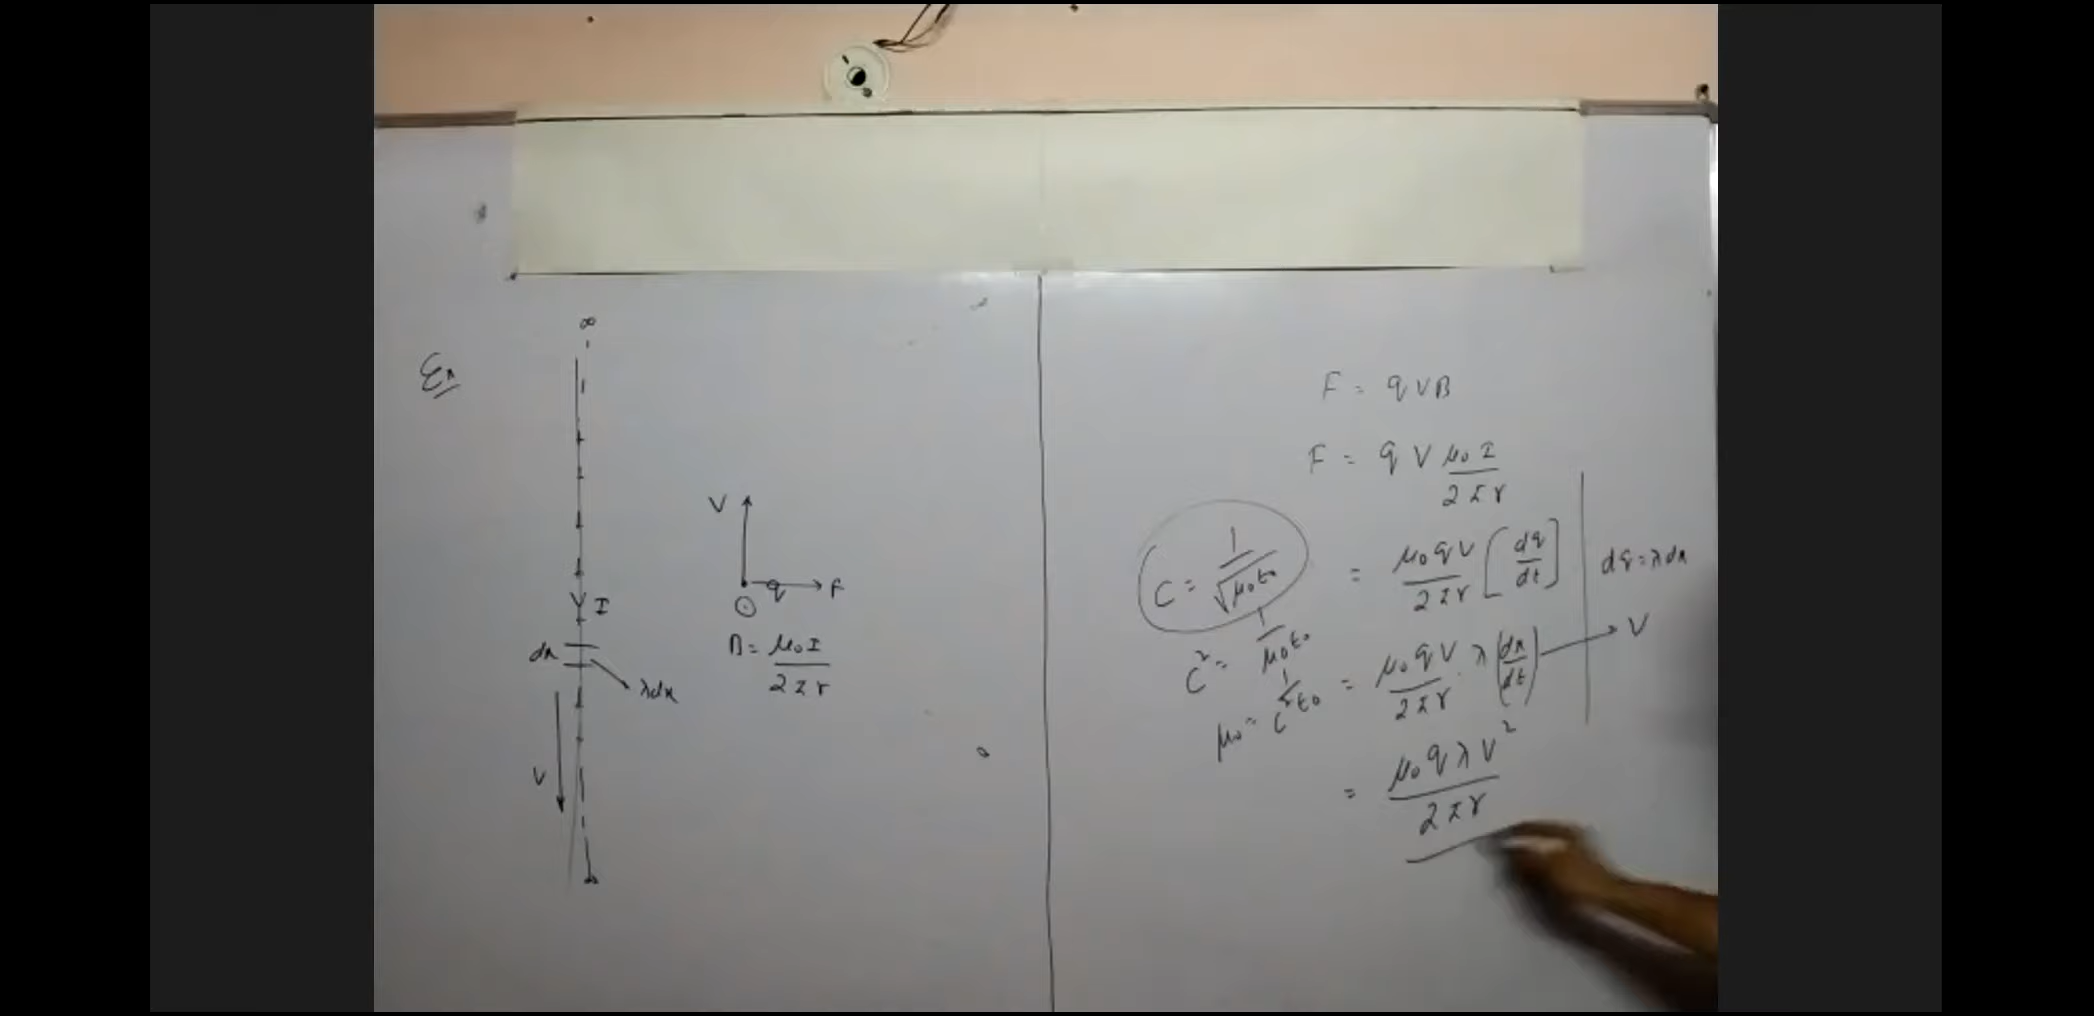 Ex
∞
I
dx
λdx
V
V
q
F
B = μ₀I / 2πr
F = qVB
F = qV μ₀I / 2πr
= μ₀qV / 2πr [dq/dt]
dq = λdx
C = 1/√μ₀ε₀
C² = 1/μ₀ε₀
μ₀ = 1/C²ε₀
= μ₀qV / 2πr . λ(dx/dt) → V
= μ₀qλV² / 2πr